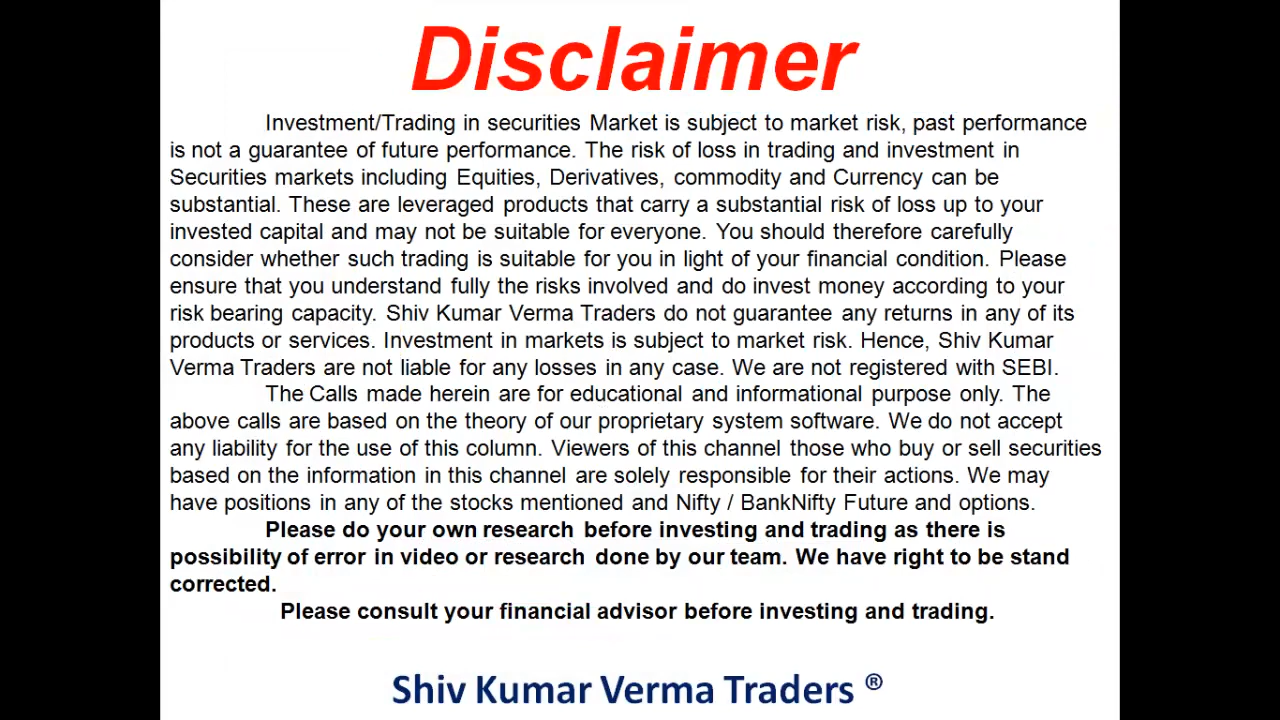 Disclaimer
Investment/Trading in securities Market is subject to market risk, past performance
is not a guarantee of future performance. The risk of loss in trading and investment in
Securities markets including Equities, Derivatives, commodity and Currency can be
substantial. These are leveraged products that carry a substantial risk of loss up to your
invested capital and may not be suitable for everyone. You should therefore carefully
consider whether such trading is suitable for you in light of your financial condition. Please
ensure that you understand fully the risks involved and do invest money according to your
risk bearing capacity. Shiv Kumar Verma Traders do not guarantee any returns in any of its
products or services. Investment in markets is subject to market risk. Hence, Shiv Kumar
Verma Traders are not liable for any losses in any case. We are not registered with SEBI.
The Calls made herein are for educational and informational purpose only. The
above calls are based on the theory of our proprietary system software. We do not accept
any liability for the use of this column. Viewers of this channel those who buy or sell securities
based on the information in this channel are solely responsible for their actions. We may
have positions in any of the stocks mentioned and Nifty / BankNifty Future and options.
Please do your own research before investing and trading as there is
possibility of error in video or research done by our team. We have right to be stand
corrected.
Please consult your financial advisor before investing and trading.
Shiv Kumar Verma Traders ®